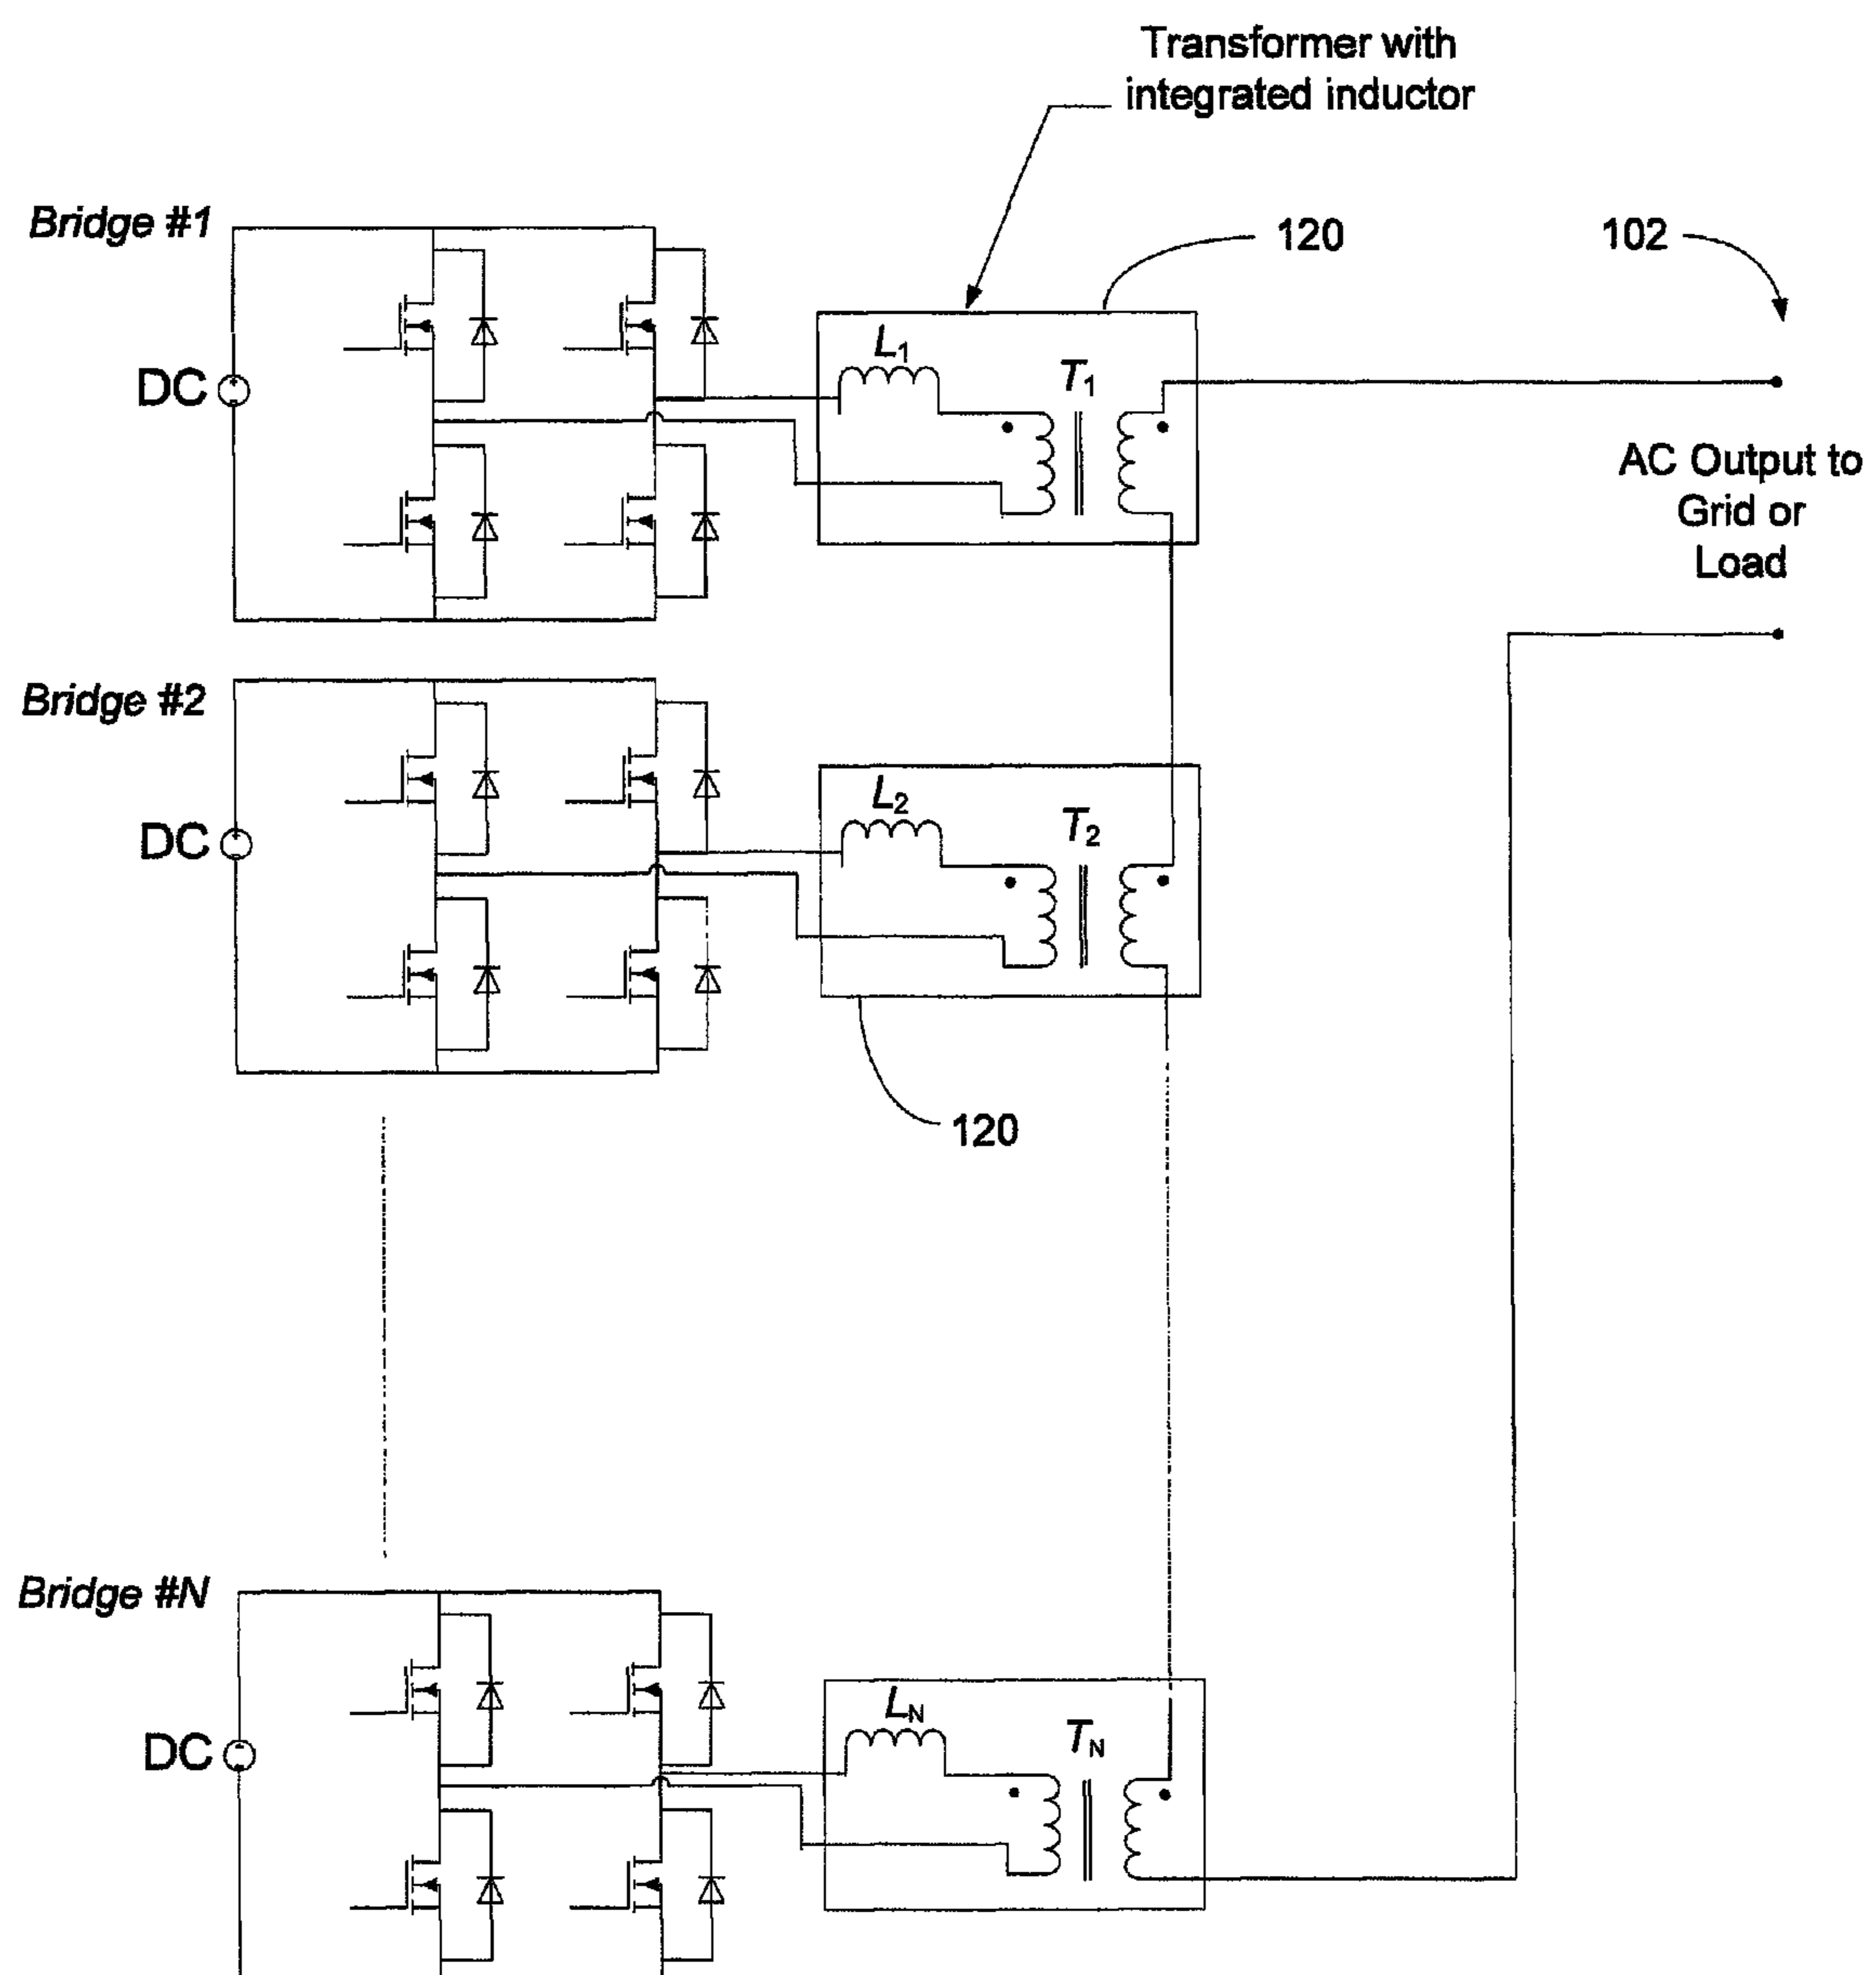 Transformer with
integrated inductor
Bridge #1
120
102
L1
T1
DC
AC Output to
Grid or
Load
Bridge #2
L2
T2
DC
120
Bridge #N
LN
TN
DC